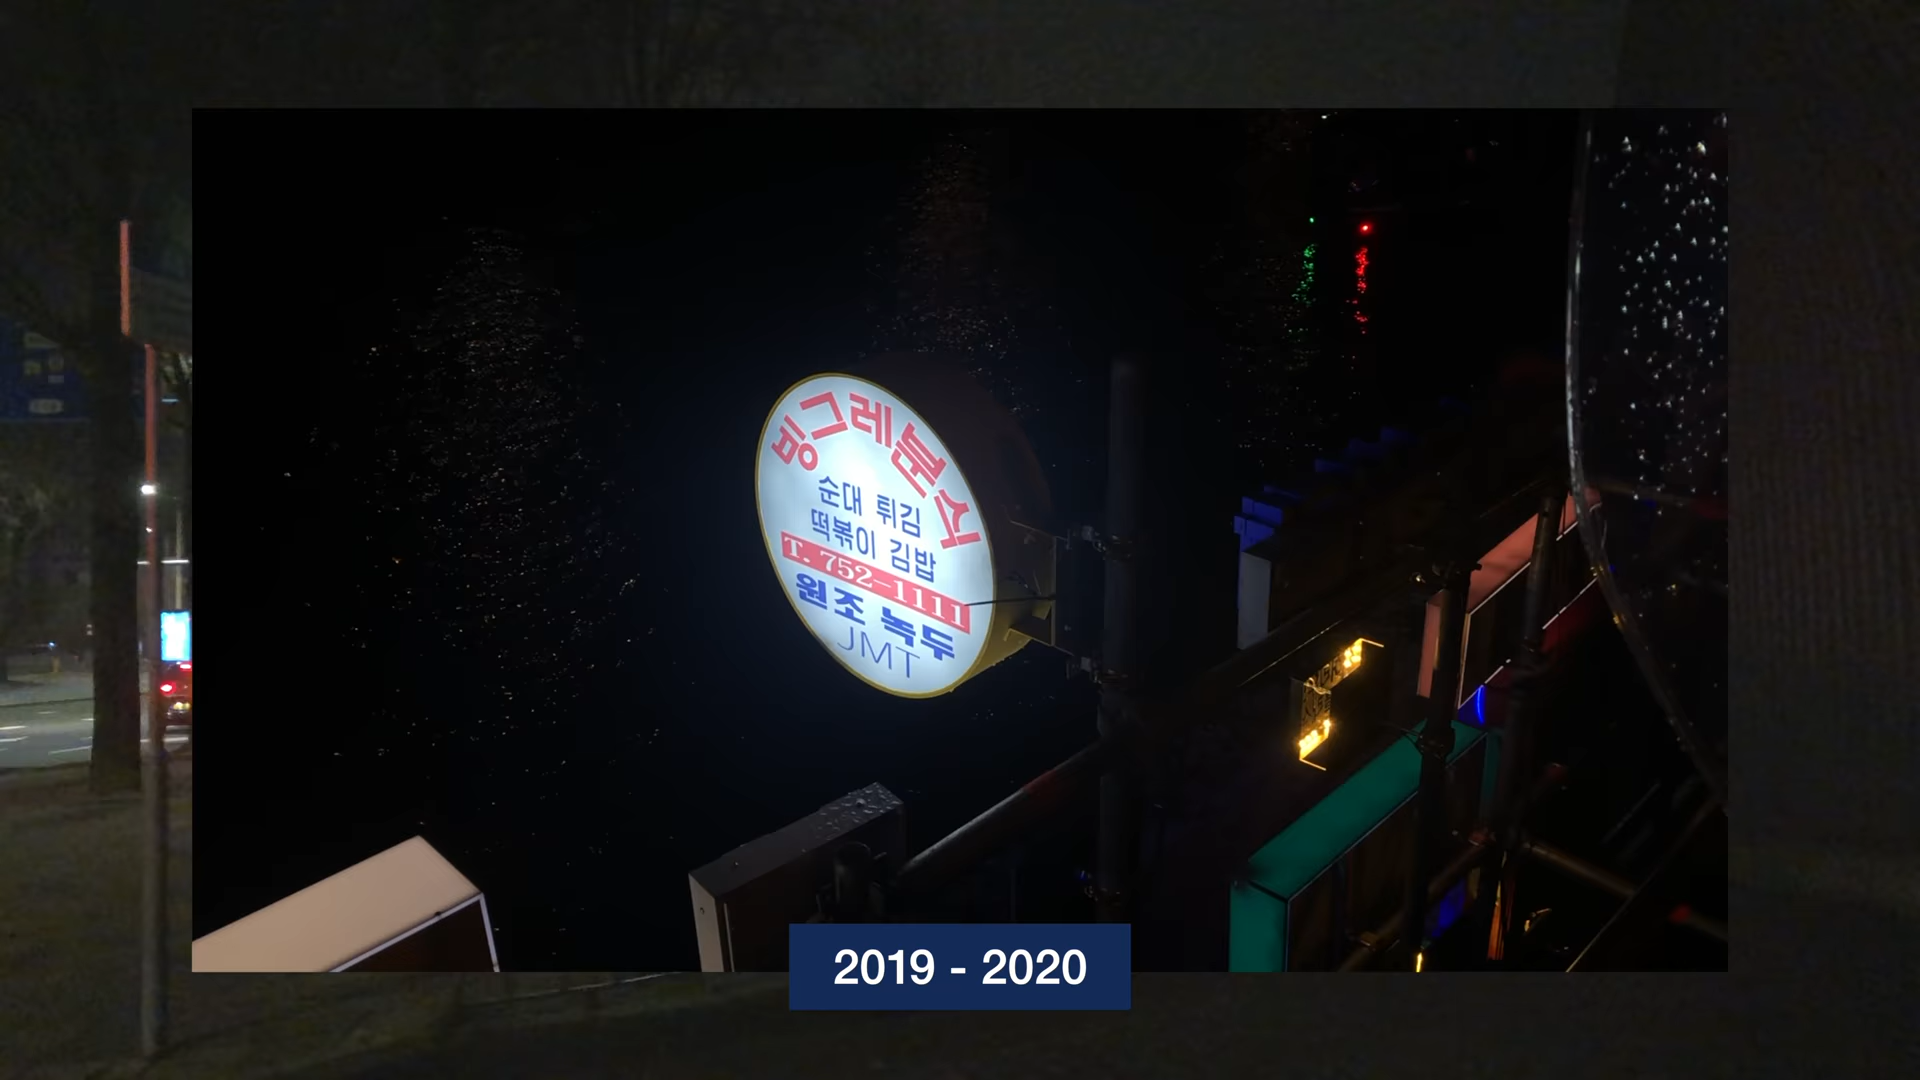 빙그레분식
순대 튀김
떡볶이 김밥
T. 752-1111
원조 녹두
JMT
2019 - 2020